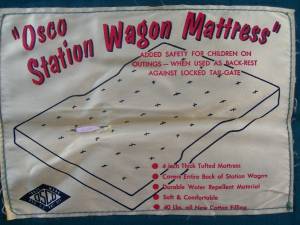 "Osco
Station Wagon Mattress"
ADDED SAFETY FOR CHILDREN ON
OUTINGS — WHEN USED AS BACK-REST
AGAINST LOCKED TAIL-GATE
4 inch Thick Tufted Mattress
Covers Entire Back of Station Wagon
Durable Water Repellent Material
Soft & Comfortable
40 Lbs. all New Cotton Filling
OSCO